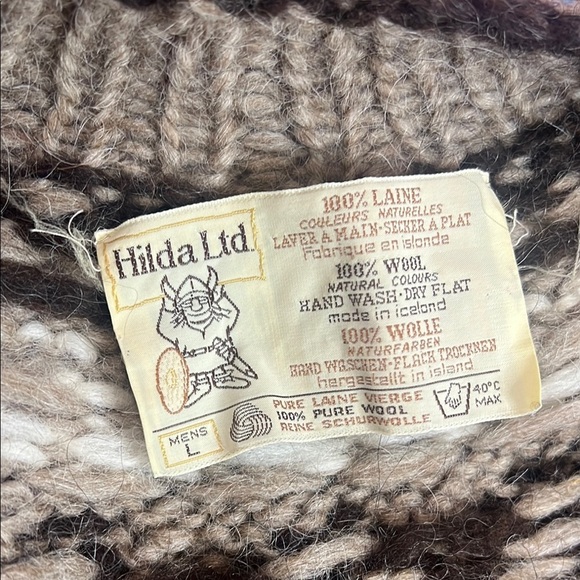 Hilda Ltd.
100% LAINE
COULEURS NATURELLES
LAVER A MAIN·SECHER A PLAT
Fabrique en islande
100% WOOL
NATURAL COLOURS
HAND WASH·DRY FLAT
made in iceland
100% WOLLE
NATURFARBEN
HAND WASCHEN·FLACH TROCKNEN
hergestellt in island
MENS
L
PURE LAINE VIERGE
100% PURE WOOL
REINE SCHURWOLLE
40°C
MAX